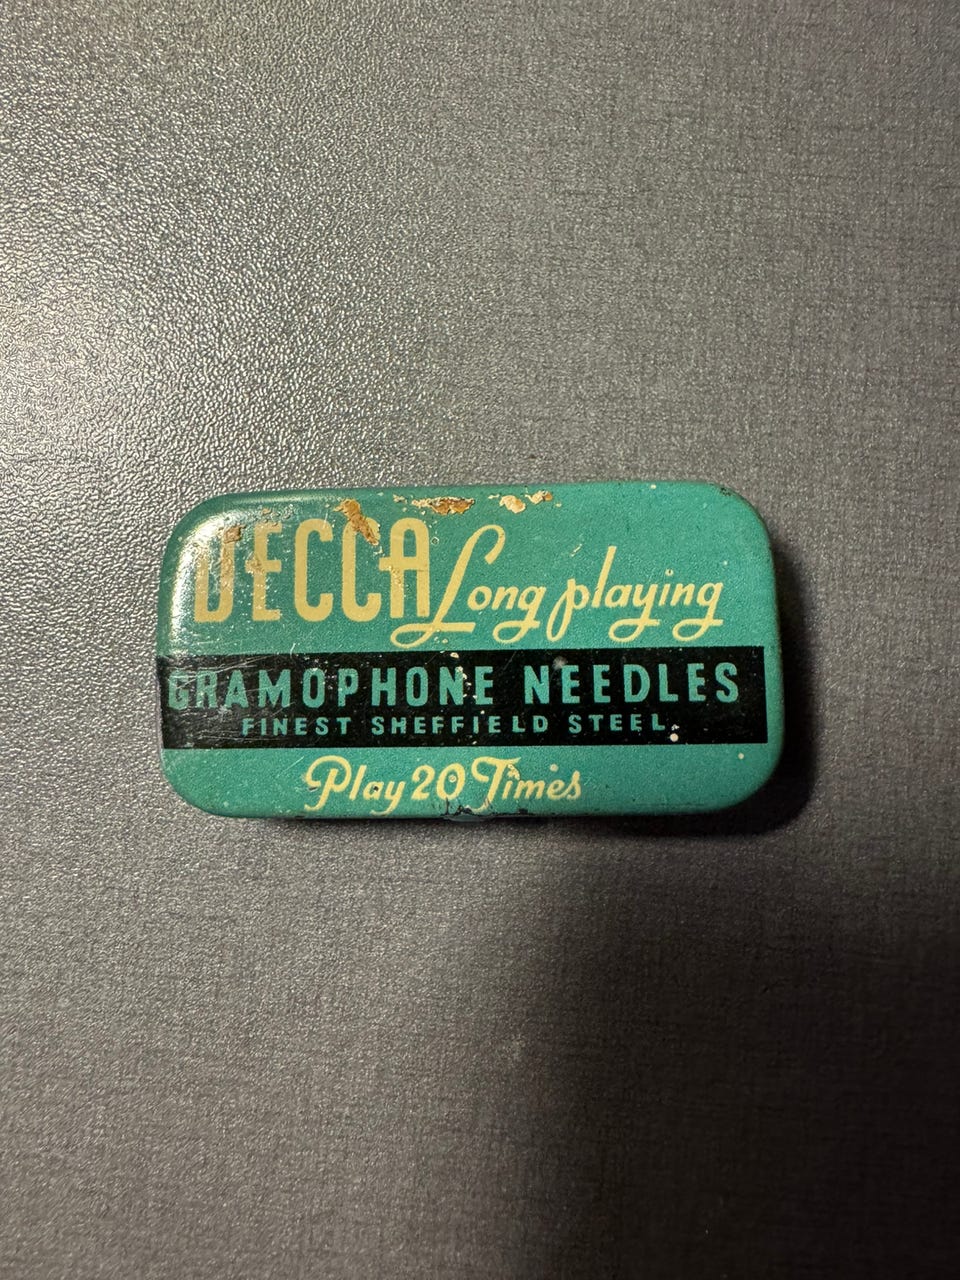 DECCA Long playing
GRAMOPHONE NEEDLES
FINEST SHEFFIELD STEEL.
Play 20 Times